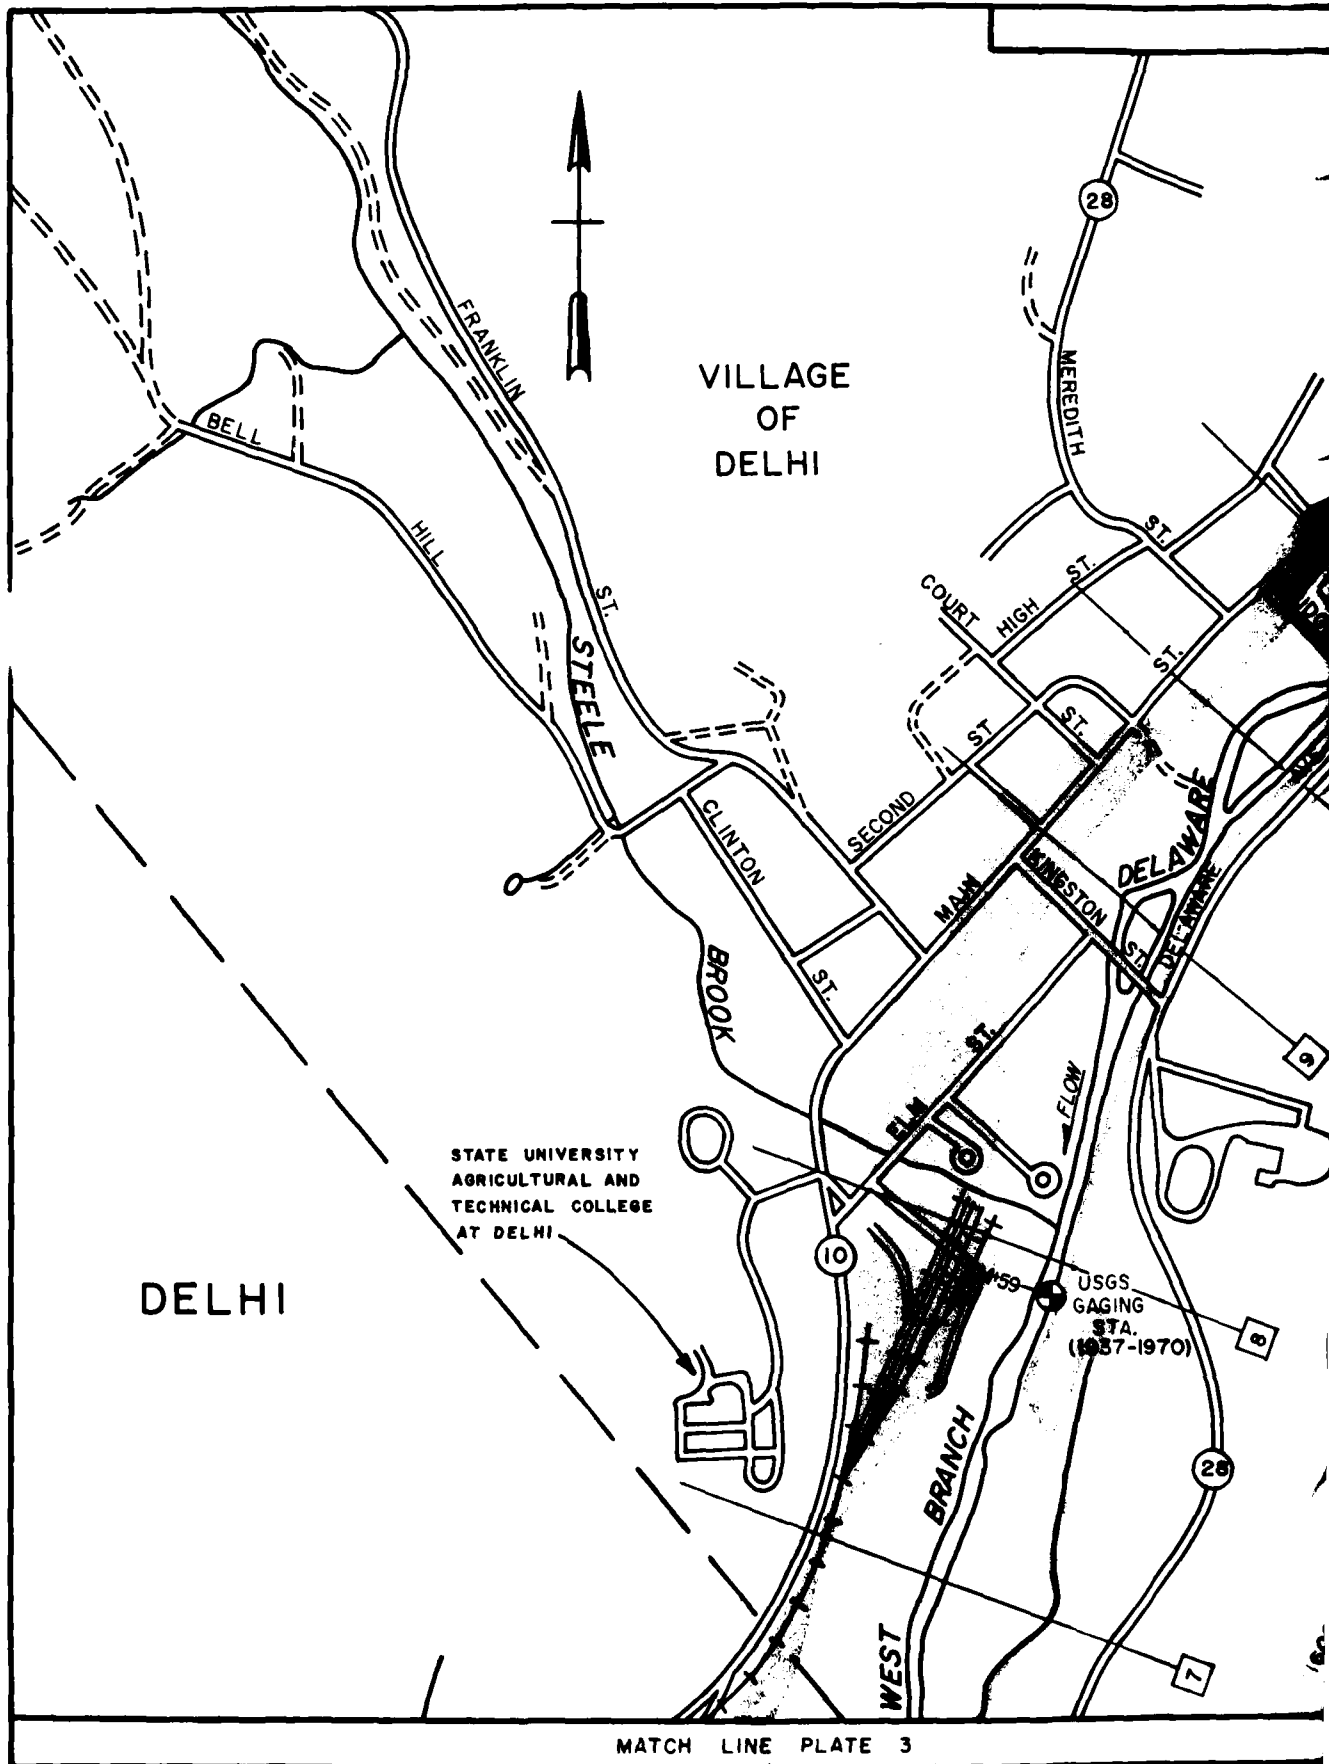 28
FRANKLIN
ST.
MEREDITH
ST.
VILLAGE
OF
DELHI
BELL
HILL
COURT
ST.
HIGH
ST.
STEELE
BROOK
SECOND
ST
CLINTON
ST.
MAIN
ST.
KINGSTON
ST.
DELAWARE
DELAWARE
9
ELM
ST.
FLOW
STATE UNIVERSITY
AGRICULTURAL AND
TECHNICAL COLLEGE
AT DELHI
10
DELHI
USGS
GAGING
STA.
(1937-1970)
8
28
WEST
BRANCH
7
MATCH LINE PLATE 3